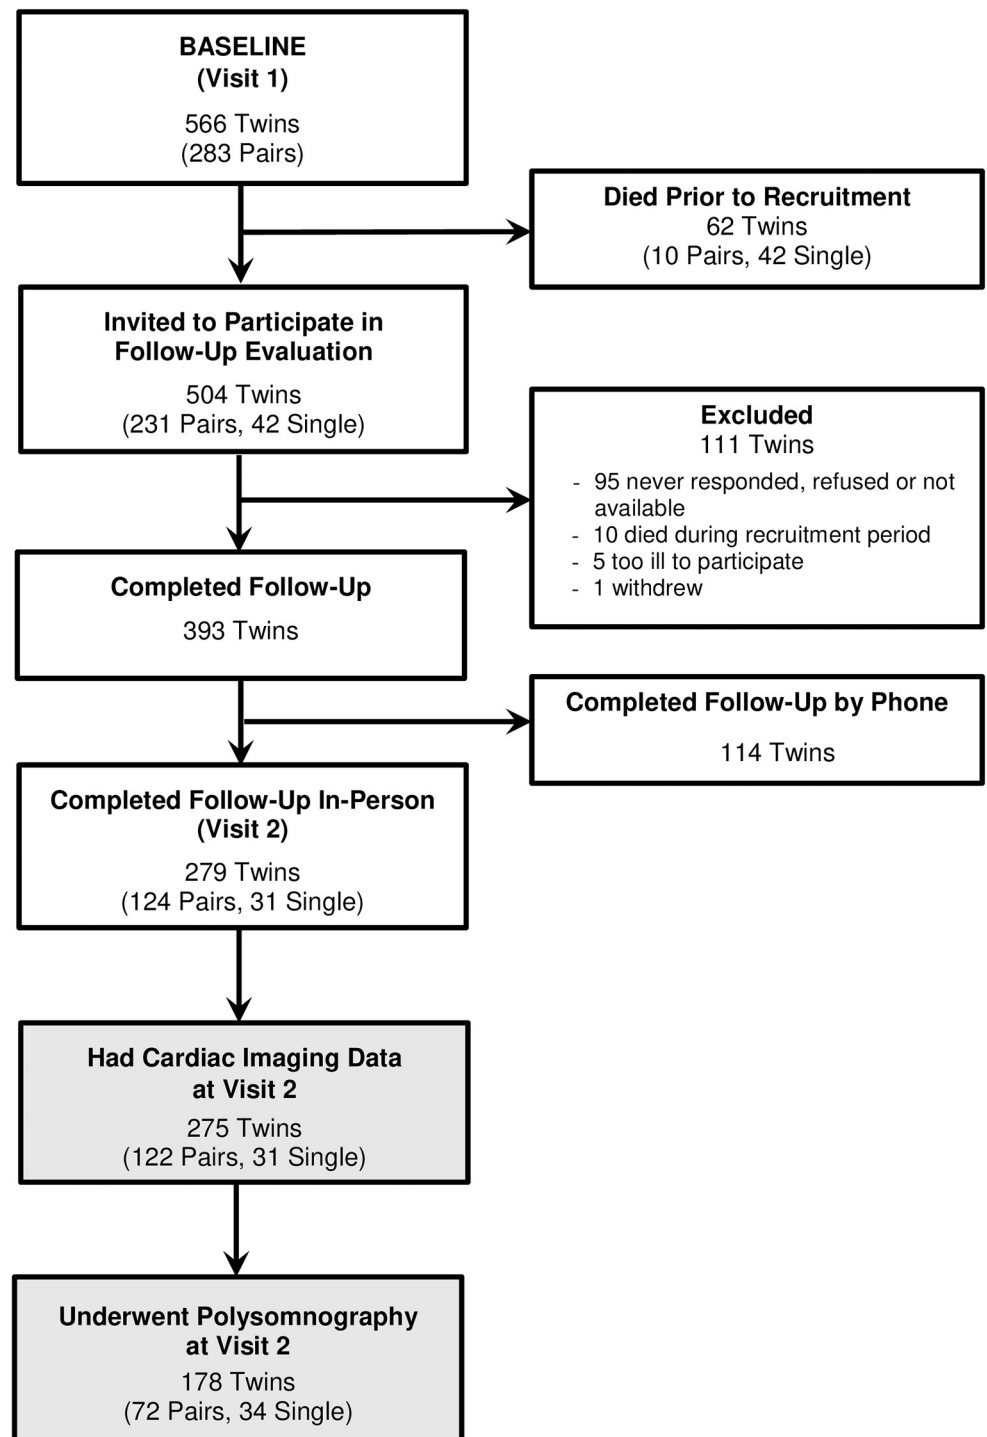 BASELINE
(Visit 1)
566 Twins
(283 Pairs)
Died Prior to Recruitment
62 Twins
(10 Pairs, 42 Single)
Invited to Participate in
Follow-Up Evaluation
504 Twins
(231 Pairs, 42 Single)
Excluded
111 Twins
- 95 never responded, refused or not
available
- 10 died during recruitment period
- 5 too ill to participate
- 1 withdrew
Completed Follow-Up
393 Twins
Completed Follow-Up by Phone
114 Twins
Completed Follow-Up In-Person
(Visit 2)
279 Twins
(124 Pairs, 31 Single)
Had Cardiac Imaging Data
at Visit 2
275 Twins
(122 Pairs, 31 Single)
Underwent Polysomnography
at Visit 2
178 Twins
(72 Pairs, 34 Single)